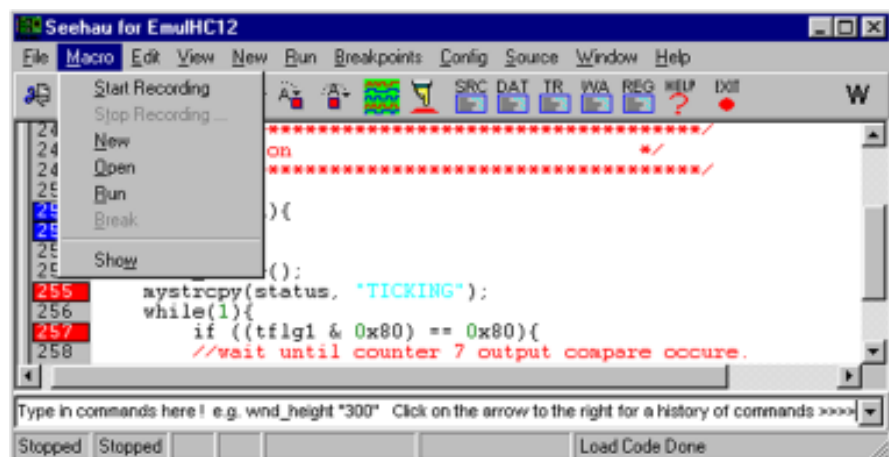 Seehau for EmulHC12
File Macro Edit View New Run Breakpoints Config Source Window Help
SRC DAT TR WA REG HELP EXIT W
Start Recording
Stop Recording ...
New
Open
Run
Break
Show
**********************************/
on */
**********************************/
){
();
255 mystrcpy(status, "TICKING");
256 while(1){
257 if ((tflg1 & 0x80) == 0x80){
258 //wait until counter 7 output compare occure.
Type in commands here ! e.g. wnd_height "300" Click on the arrow to the right for a history of commands >>>>
Stopped Stopped Load Code Done